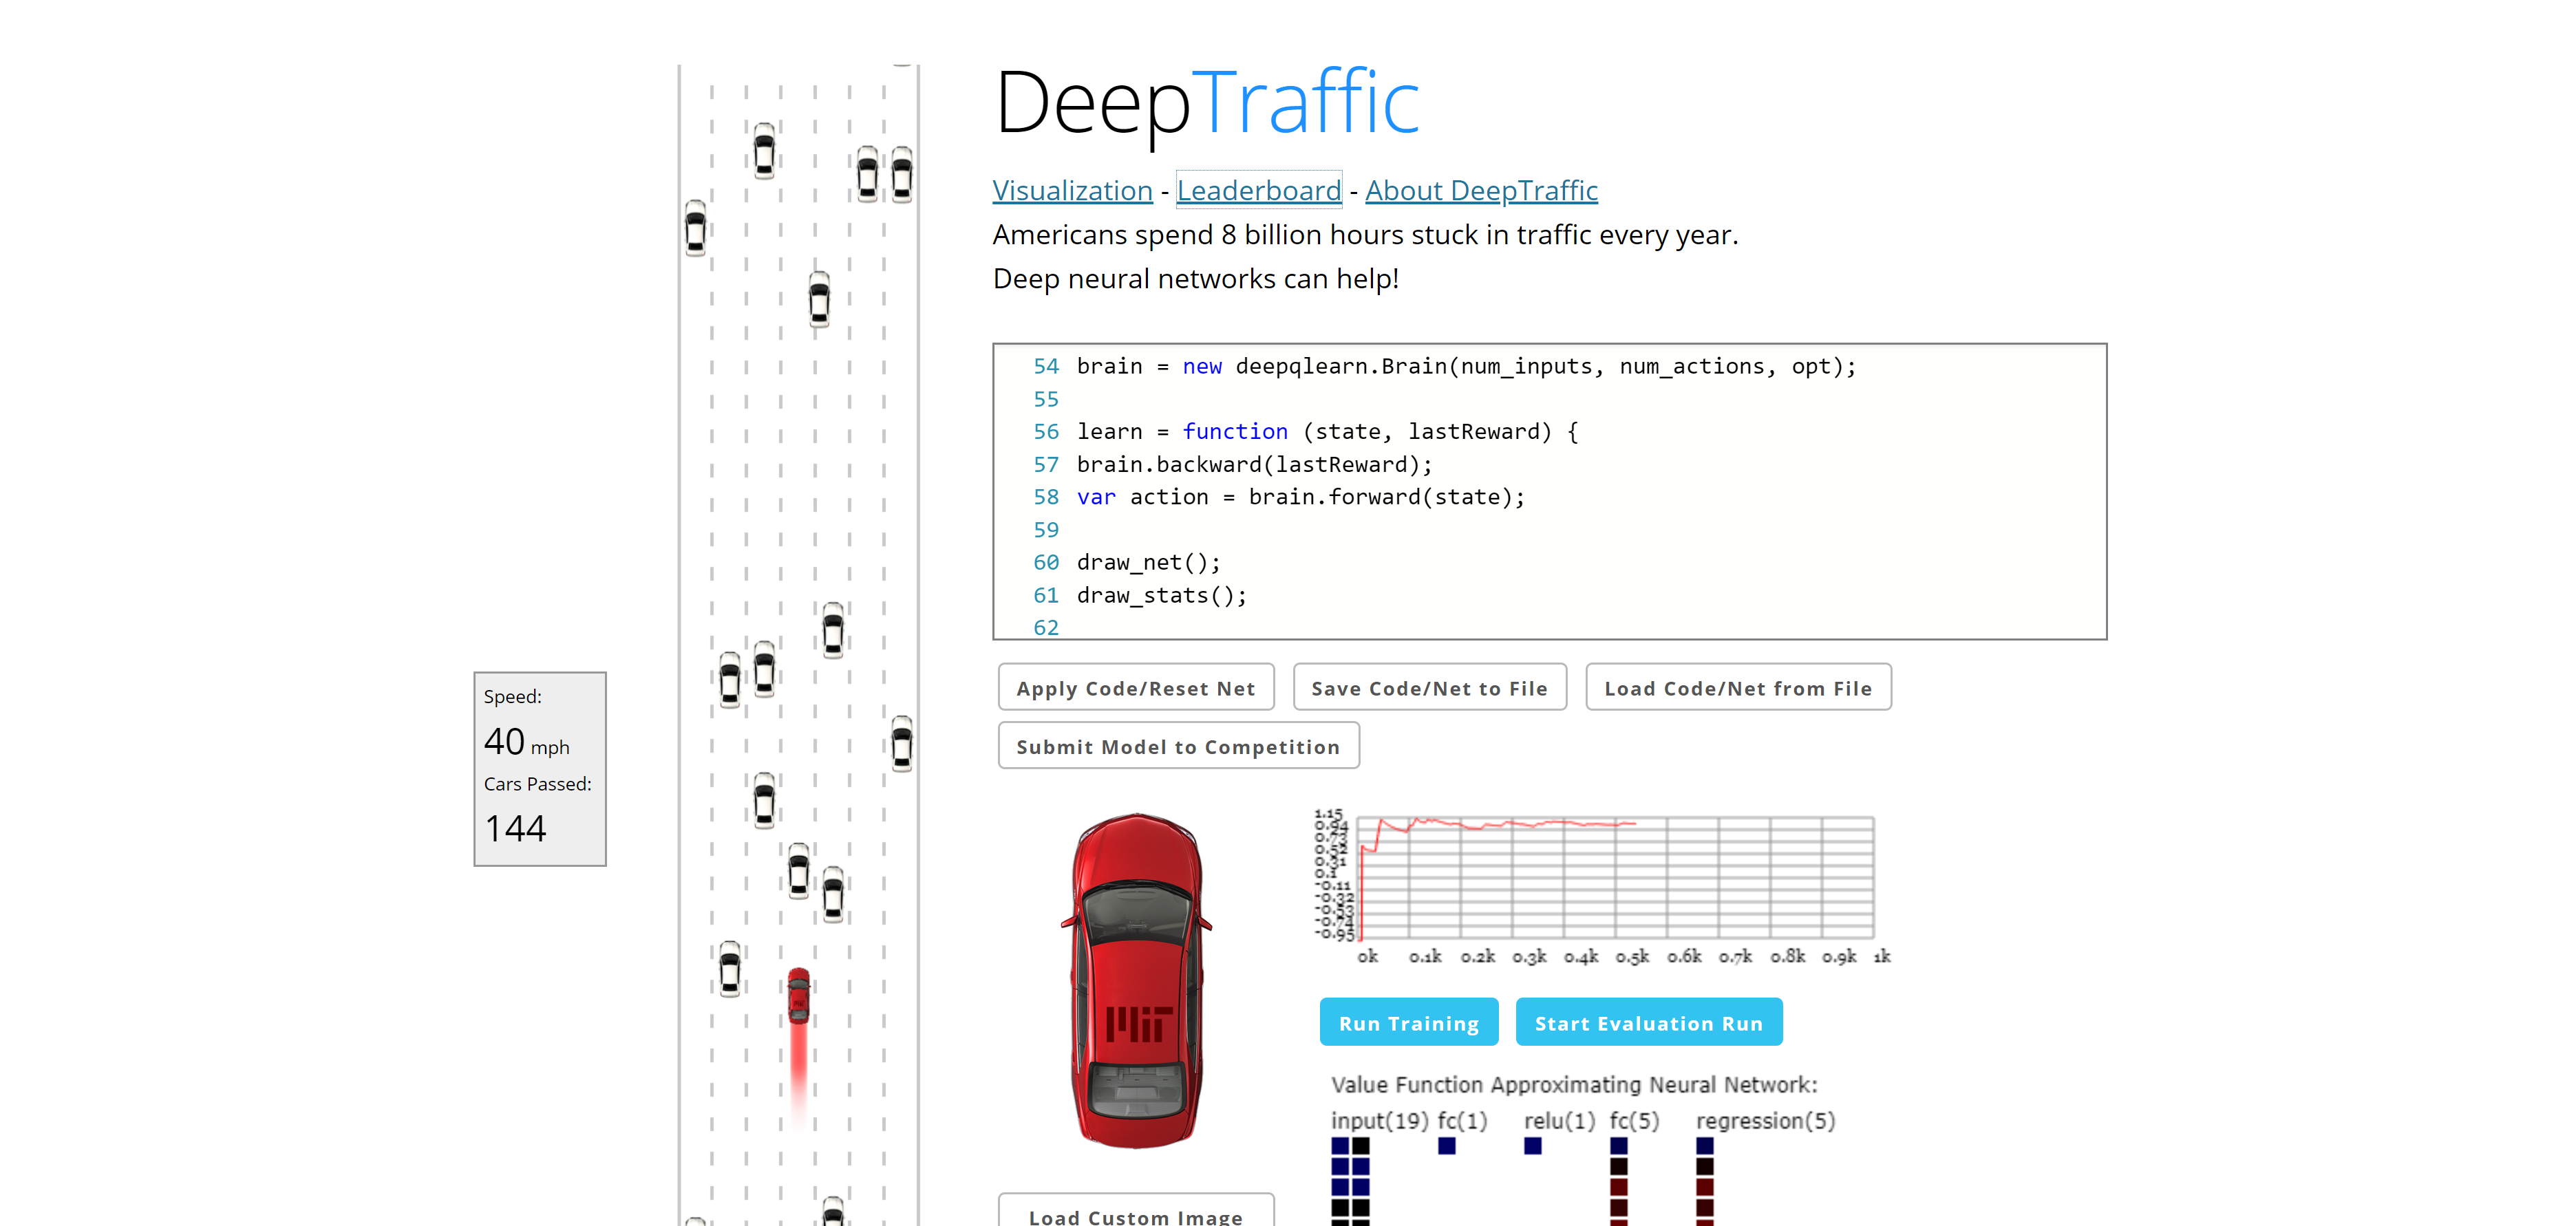 DeepTraffic
Visualization - Leaderboard - About DeepTraffic
Americans spend 8 billion hours stuck in traffic every year.
Deep neural networks can help!
54 brain = new deepqlearn.Brain(num_inputs, num_actions, opt);
55
56 learn = function (state, lastReward) {
57 brain.backward(lastReward);
58 var action = brain.forward(state);
59
60 draw_net();
61 draw_stats();
62
Apply Code/Reset Net Save Code/Net to File Load Code/Net from File
Submit Model to Competition
Speed:
40 mph
Cars Passed:
144
MIT
1.15
0.94
0.73
0.52
0.31
0.1
-0.11
-0.32
-0.53
-0.74
-0.95
0k 0.1k 0.2k 0.3k 0.4k 0.5k 0.6k 0.7k 0.8k 0.9k 1k
Run Training Start Evaluation Run
Value Function Approximating Neural Network:
input(19) fc(1) relu(1) fc(5) regression(5)
Load Custom Image